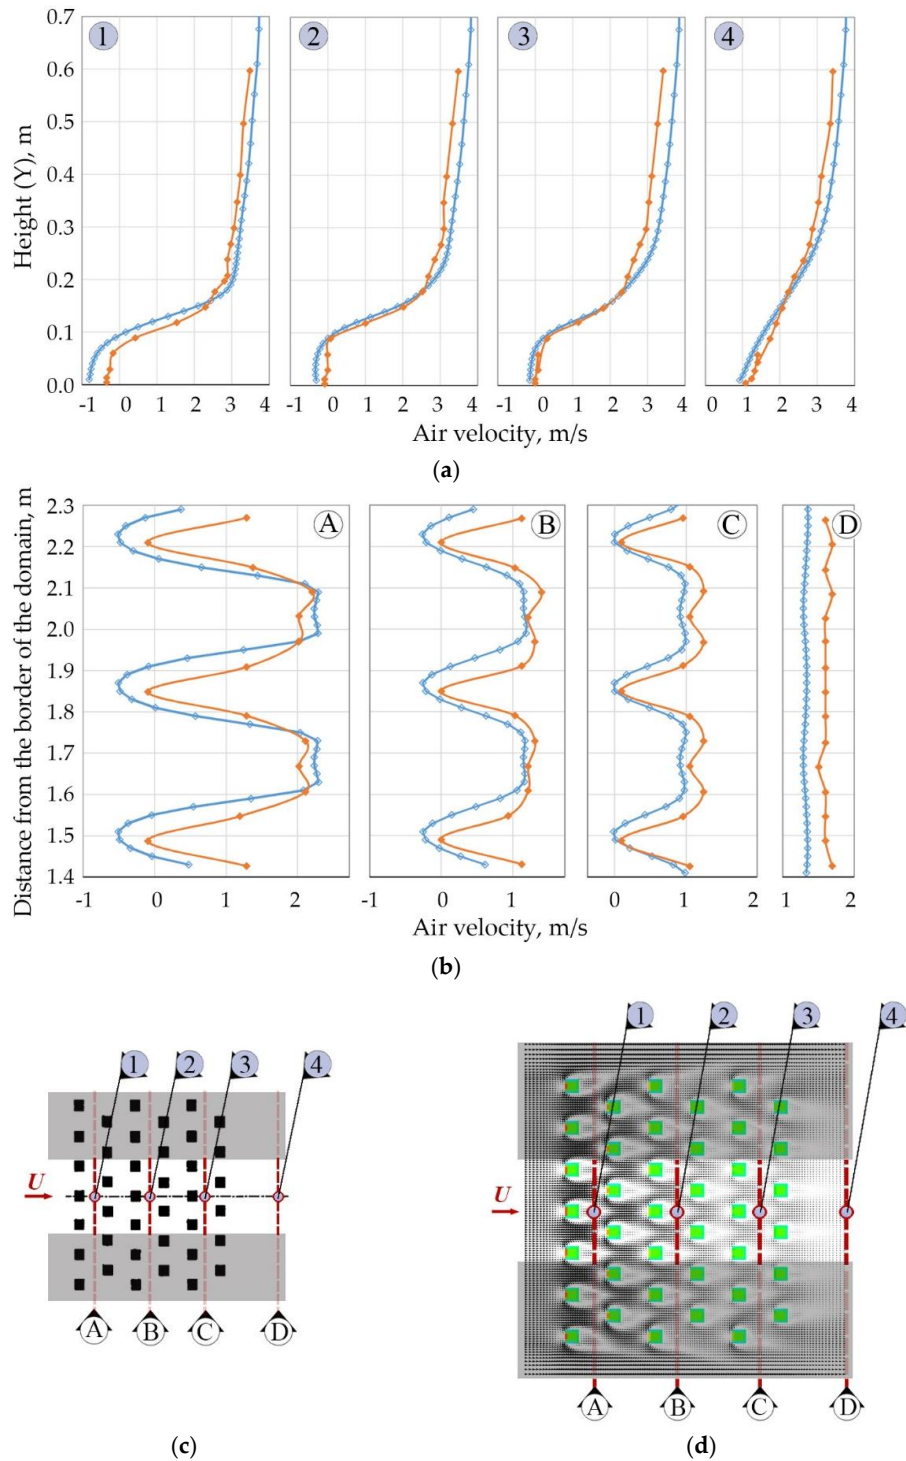 0.7
0.6
0.5
0.4
0.3
0.2
0.1
0.0
Height (Y), m
1 2 3 4
-1 0 1 2 3 4 -1 0 1 2 3 4 -1 0 1 2 3 4 0 1 2 3 4
Air velocity, m/s
(a)
2.3
2.2
2.1
2.0
1.9
1.8
1.7
1.6
1.5
1.4
Distance from the border of the domain, m
A B C D
-1 0 1 2 -1 0 1 0 1 2 1 2
Air velocity, m/s
(b)
1 2 3 4
U
A B C D
(c)
1 2 3 4
U
A B C D
(d)